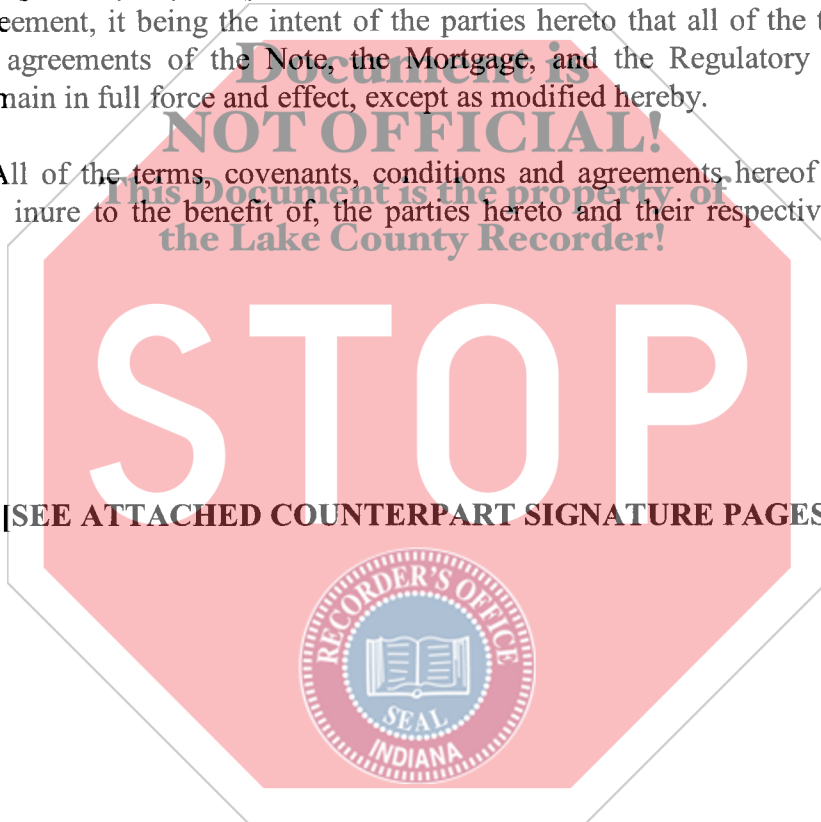 eement, it being the intent of the parties hereto that all of the t
agreements of the Note, the Mortgage, and the Regulatory
main in full force and effect, except as modified hereby.
Document is
NOT OFFICIAL!
This Document is the property of
the Lake County Recorder!
All of the terms, covenants, conditions and agreements hereof
inure to the benefit of, the parties hereto and their respectiv
STOP
[SEE ATTACHED COUNTERPART SIGNATURE PAGES
RECORDER'S OFFICE
SEAL
INDIANA